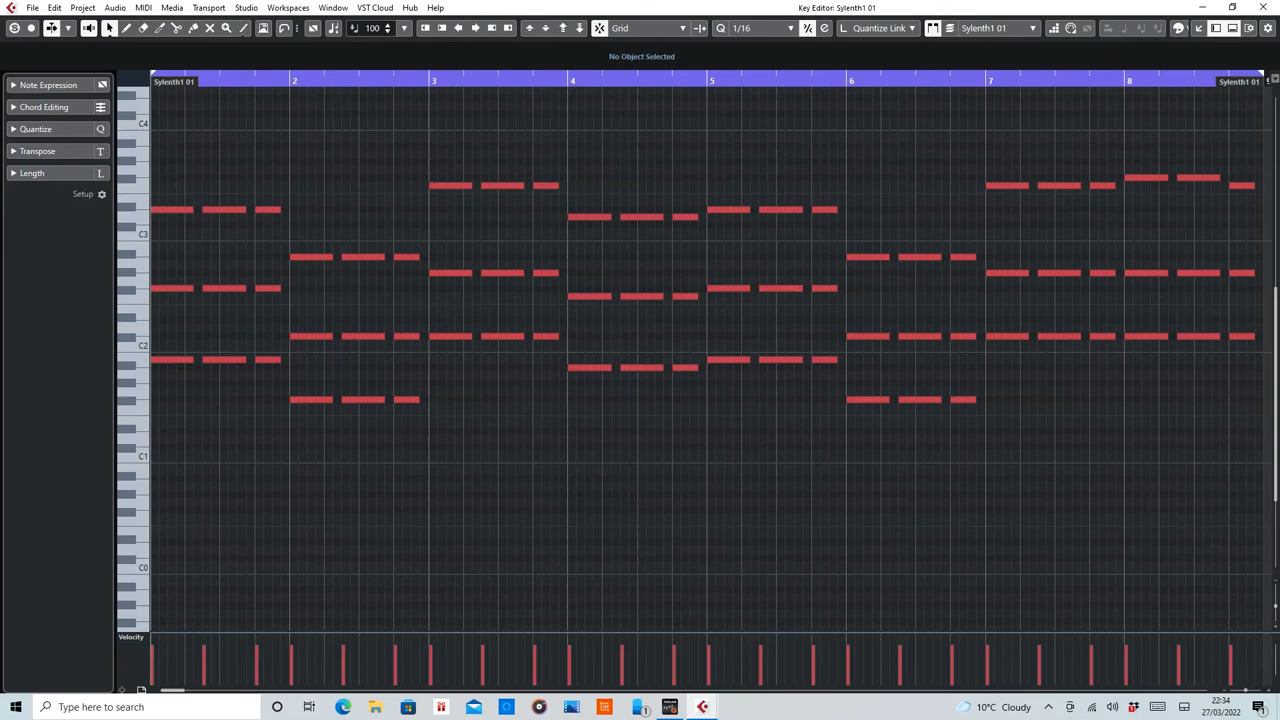 File Edit Project Audio MIDI Media Transport Studio Workspaces Window VST Cloud Hub Help
Key Editor: Sylenth1 01
S 100 Grid Q 1/16 L Quantize Link Sylenth1 01
No Object Selected
Sylenth1 01 2 3 4 5 6 7 8 Sylenth1 01 9
Note Expression
Chord Editing
Quantize Q
Transpose T
Length L
Setup
C4
C3
C2
C1
C0
Velocity
Type here to search
1
10°C Cloudy
22:34
27/03/2022
1